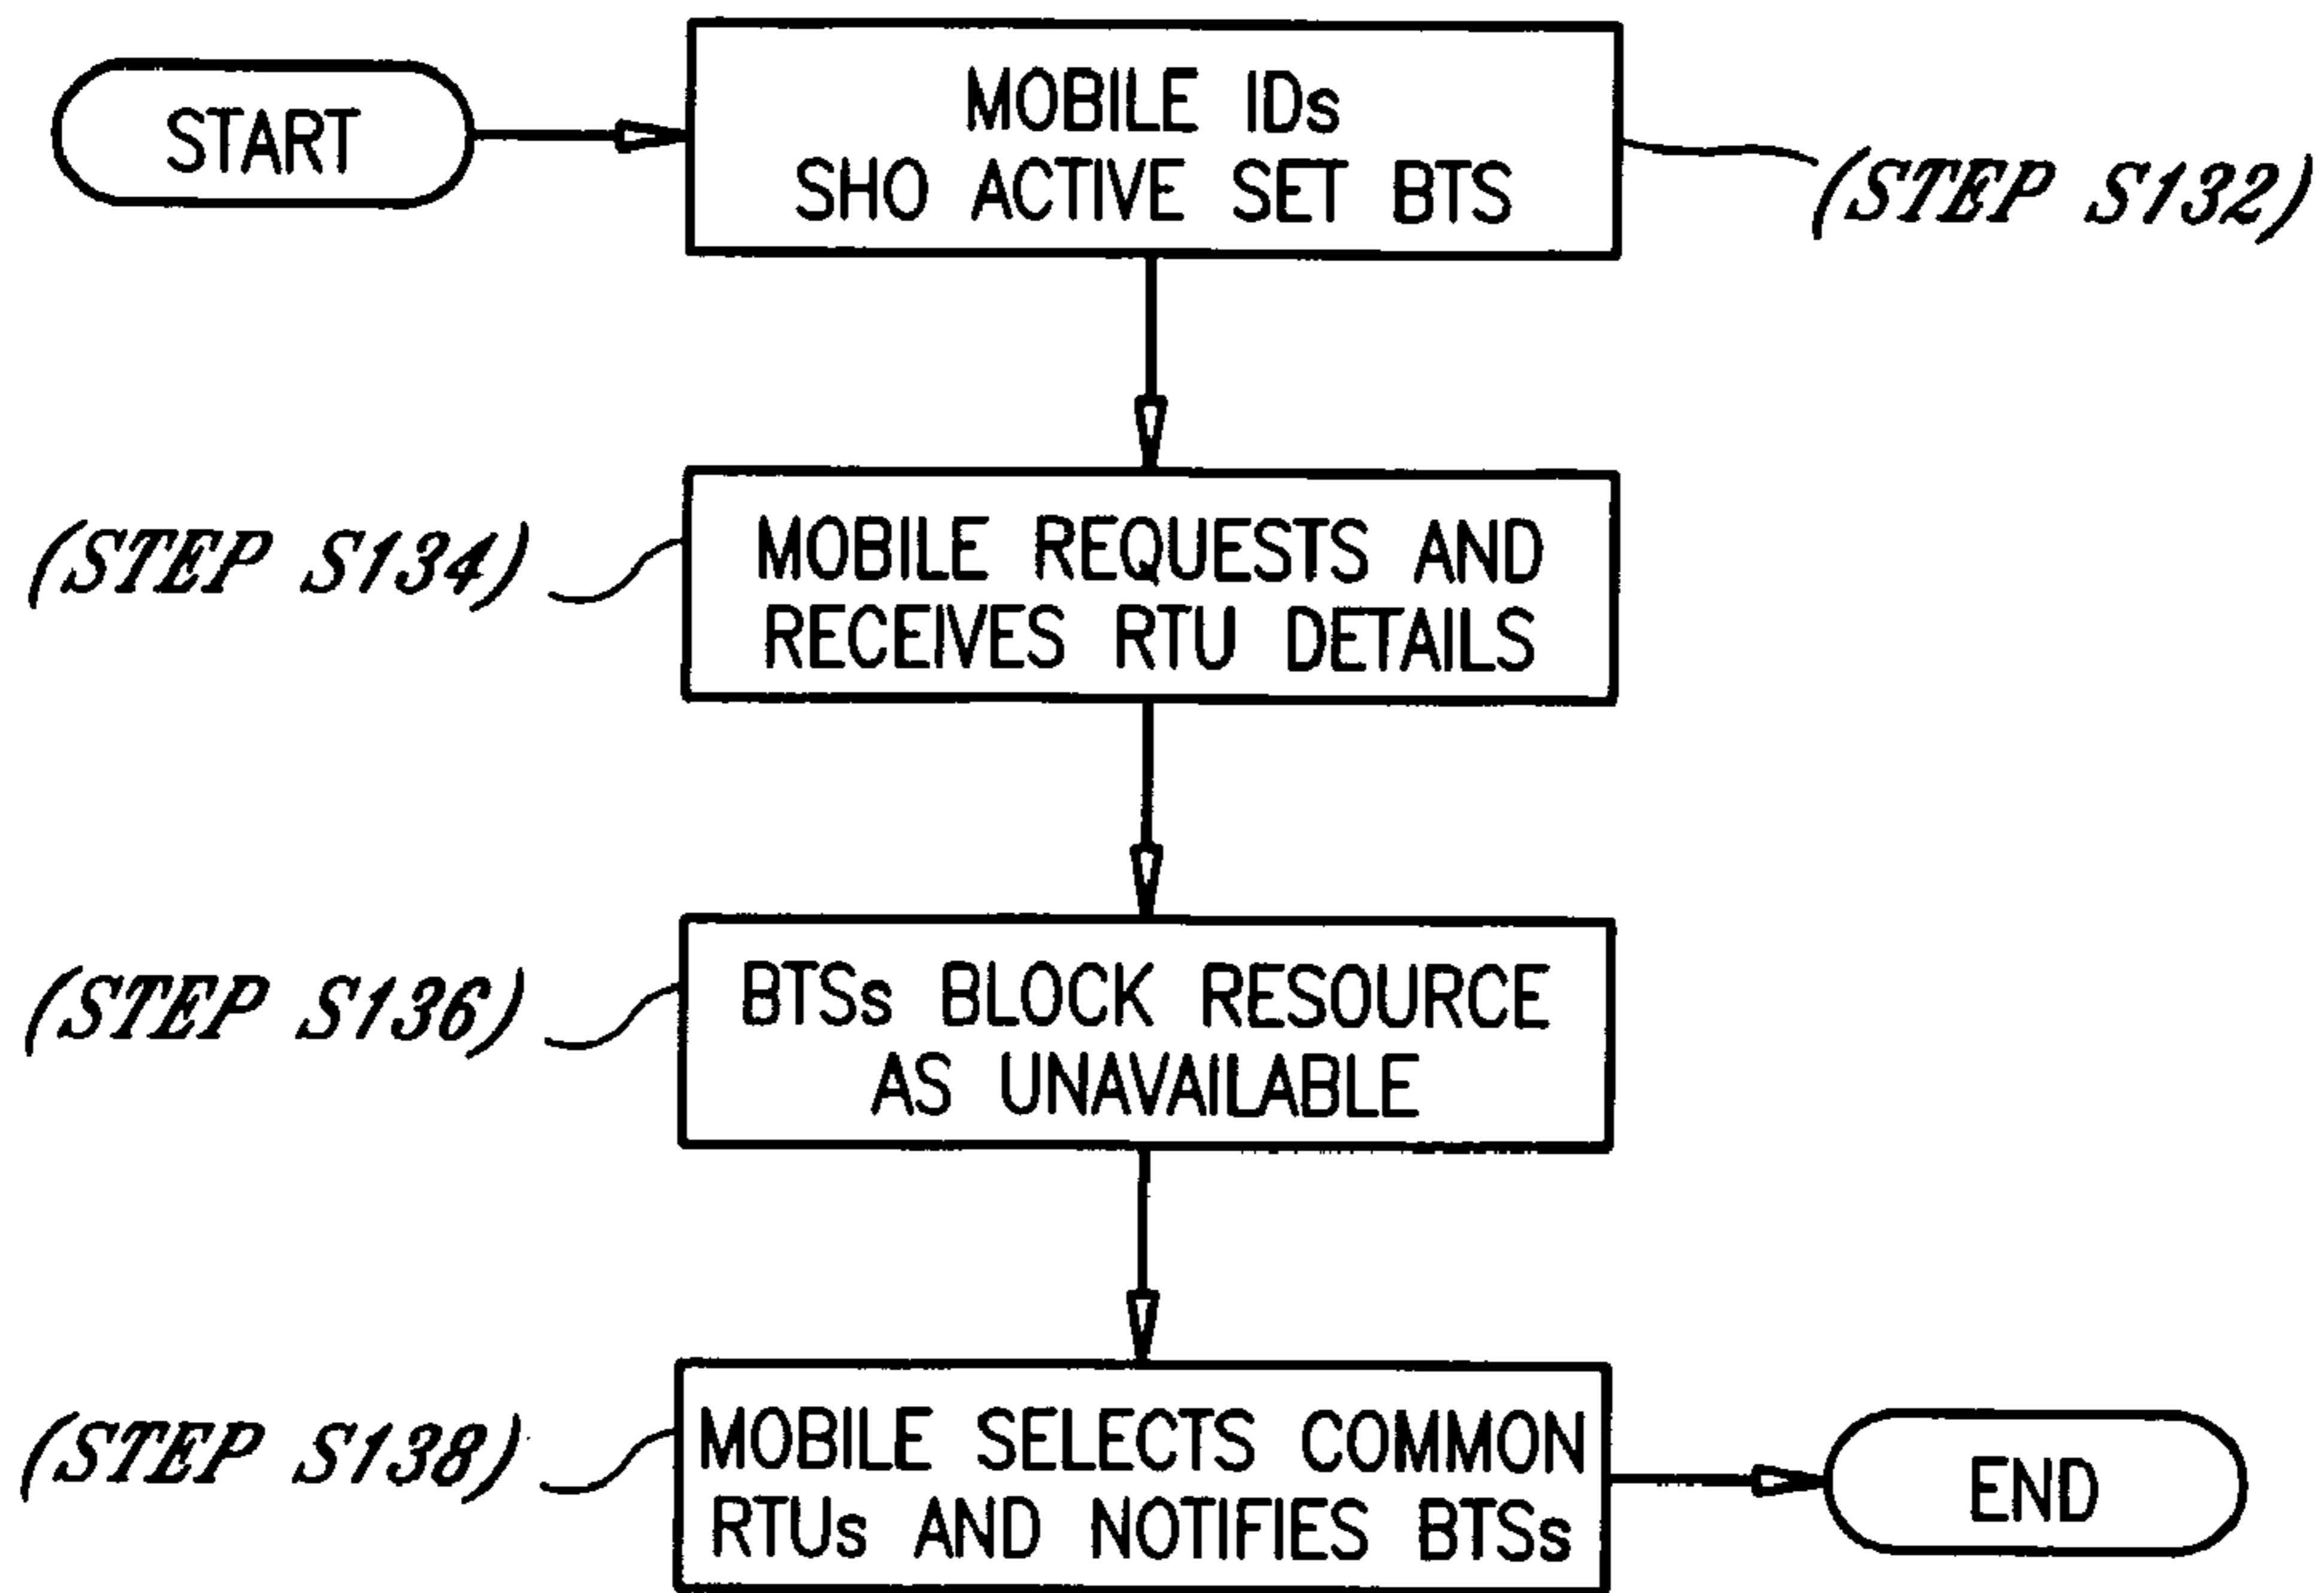 START
MOBILE IDs
SHO ACTIVE SET BTS
(STEP S132)
(STEP S134)
MOBILE REQUESTS AND
RECEIVES RTU DETAILS
(STEP S136)
BTSs BLOCK RESOURCE
AS UNAVAILABLE
(STEP S138)
MOBILE SELECTS COMMON
RTUs AND NOTIFIES BTSs
END